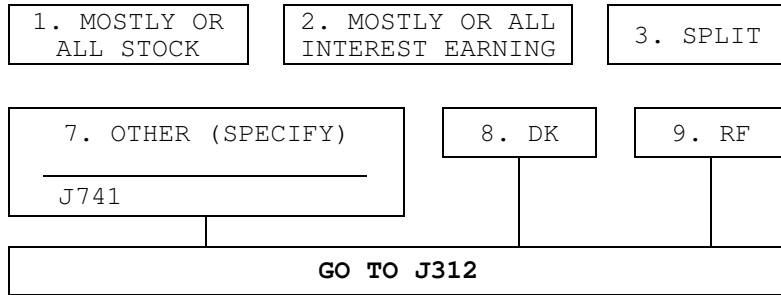 1. MOSTLY OR
ALL STOCK
2. MOSTLY OR ALL
INTEREST EARNING
3. SPLIT
7. OTHER (SPECIFY)
J741
8. DK
9. RF
GO TO J312